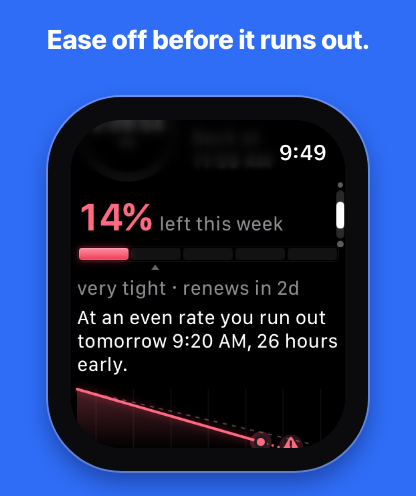 Ease off before it runs out.
9:49
14% left this week
very tight · renews in 2d
At an even rate you run out
tomorrow 9:20 AM, 26 hours
early.